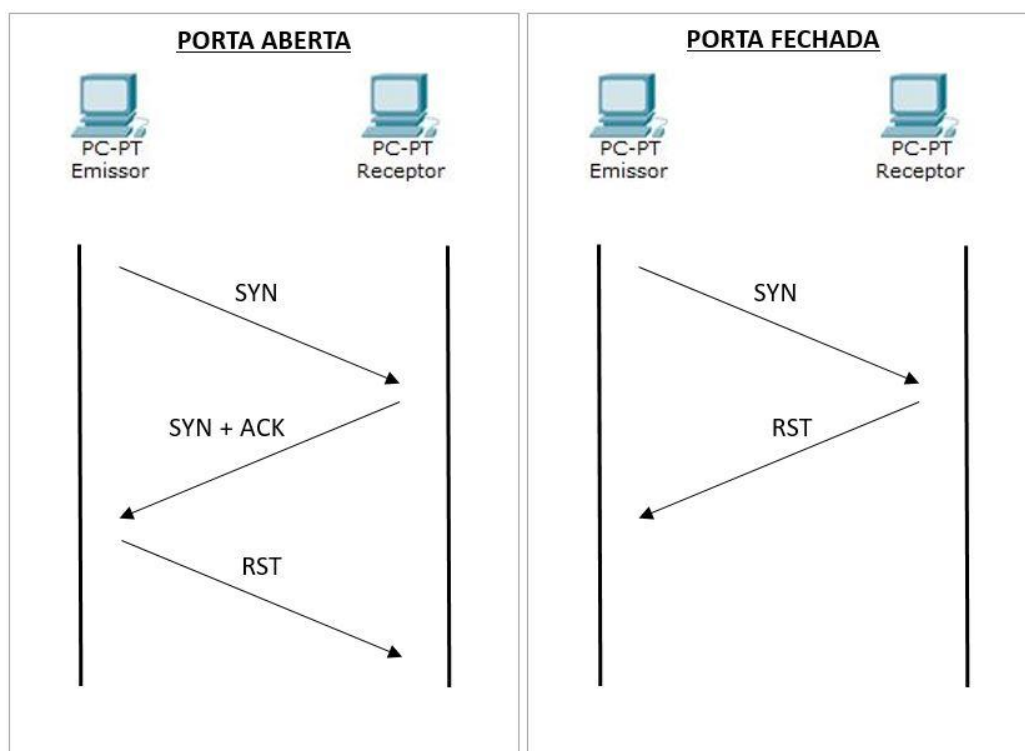 PORTA ABERTA
PC-PT
Emissor
PC-PT
Receptor
SYN
SYN + ACK
RST
PORTA FECHADA
PC-PT
Emissor
PC-PT
Receptor
SYN
RST